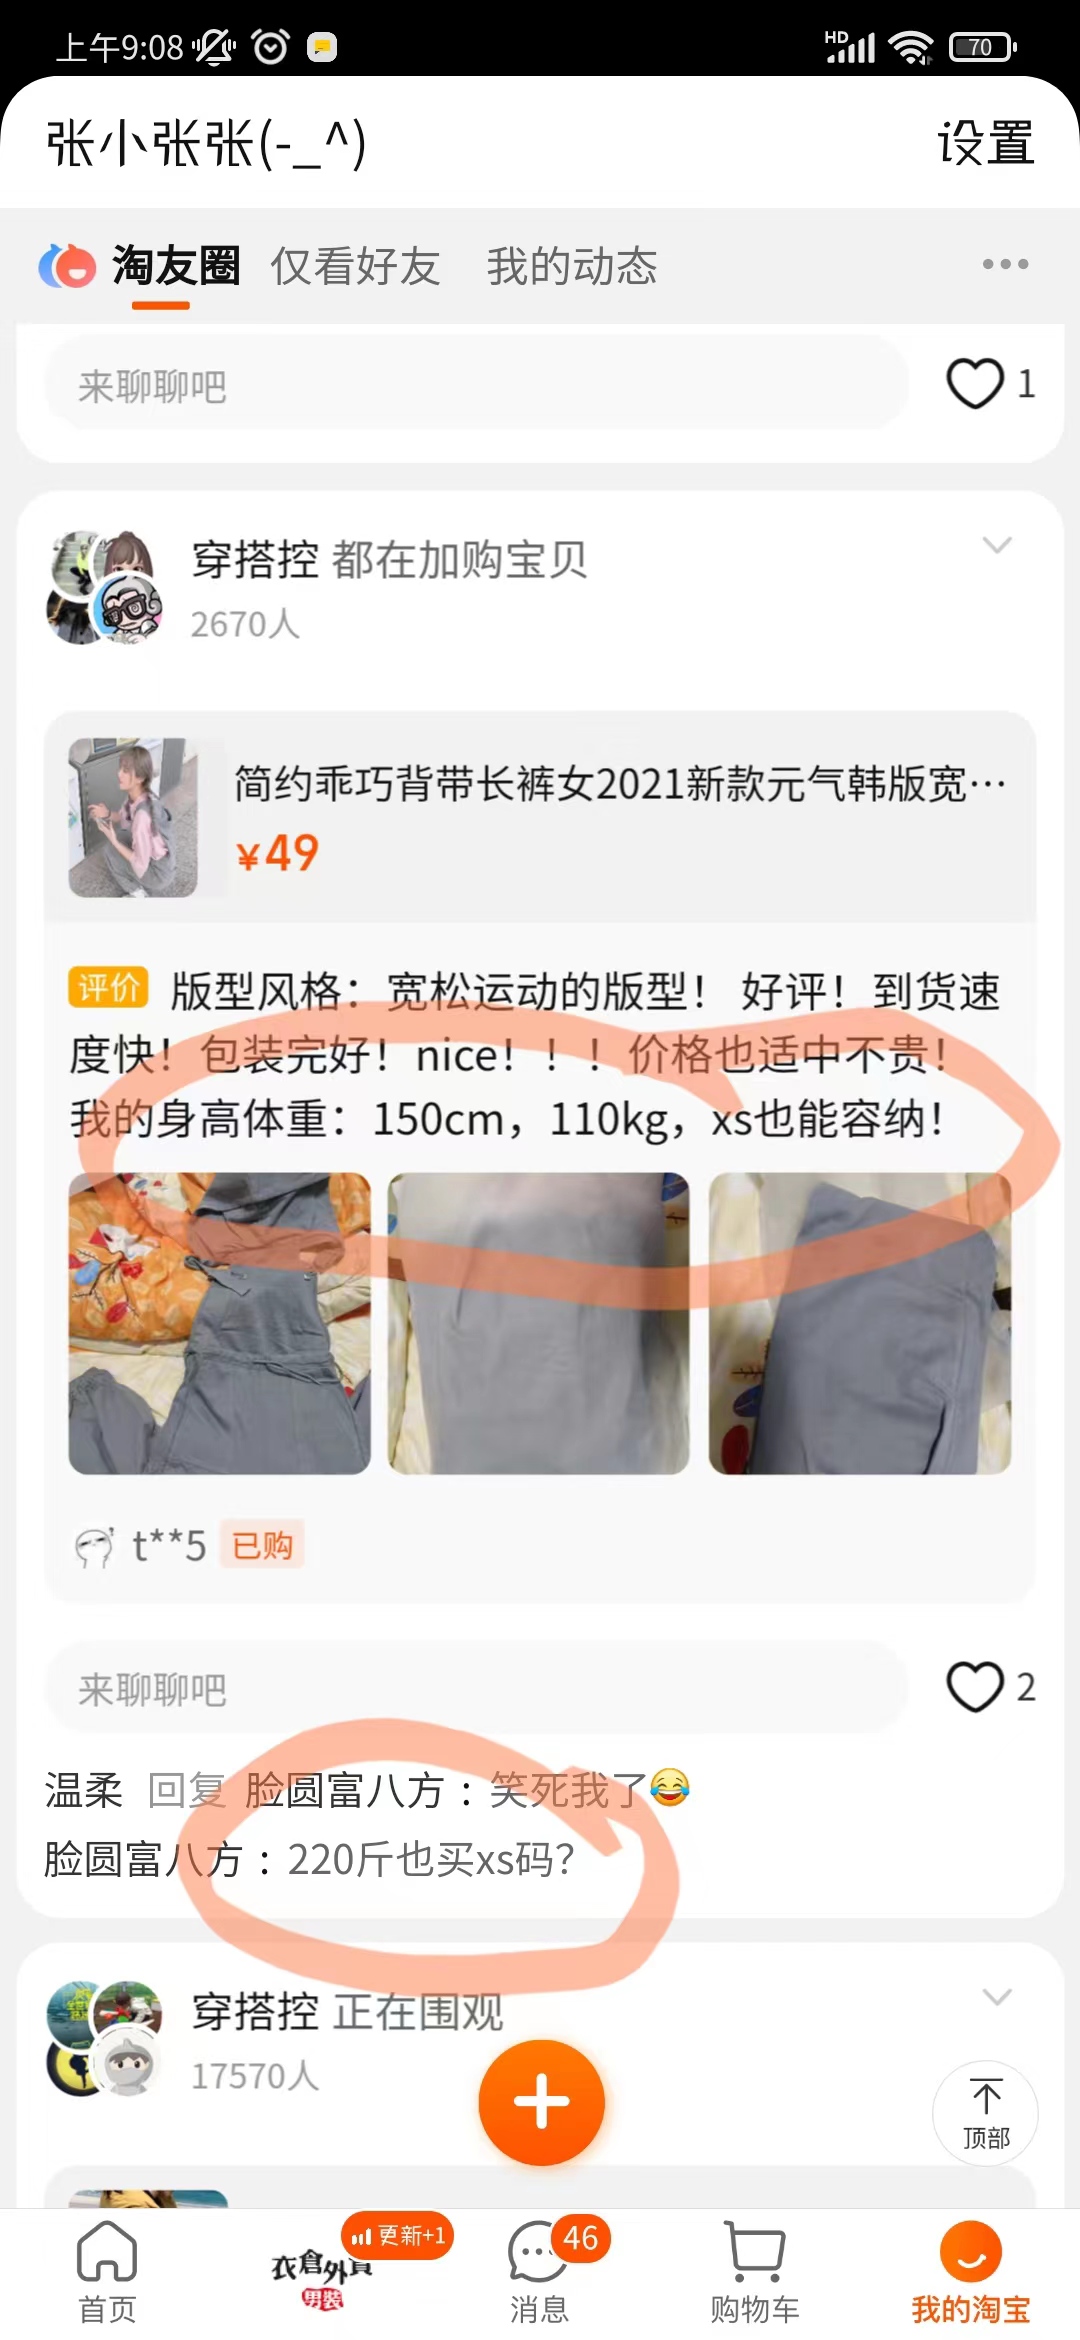 上午9:08
HD
70
张小张张(-_^)
设置
淘友圈 仅看好友 我的动态
来聊聊吧
1
穿搭控 都在加购宝贝
2670人
简约乖巧背带长裤女2021新款元气韩版宽…
¥49
评价 版型风格：宽松运动的版型！ 好评！到货速
度快！包装完好！nice！！！价格也适中不贵！
我的身高体重：150cm，110kg，xs也能容纳！
t**5 已购
来聊聊吧
2
温柔 回复 脸圆富八方：笑死我了😂
脸圆富八方：220斤也买xs码？
穿搭控 正在围观
17570人
顶部
更新+1
46
衣倉外貿
男裝
首页
消息
购物车
我的淘宝